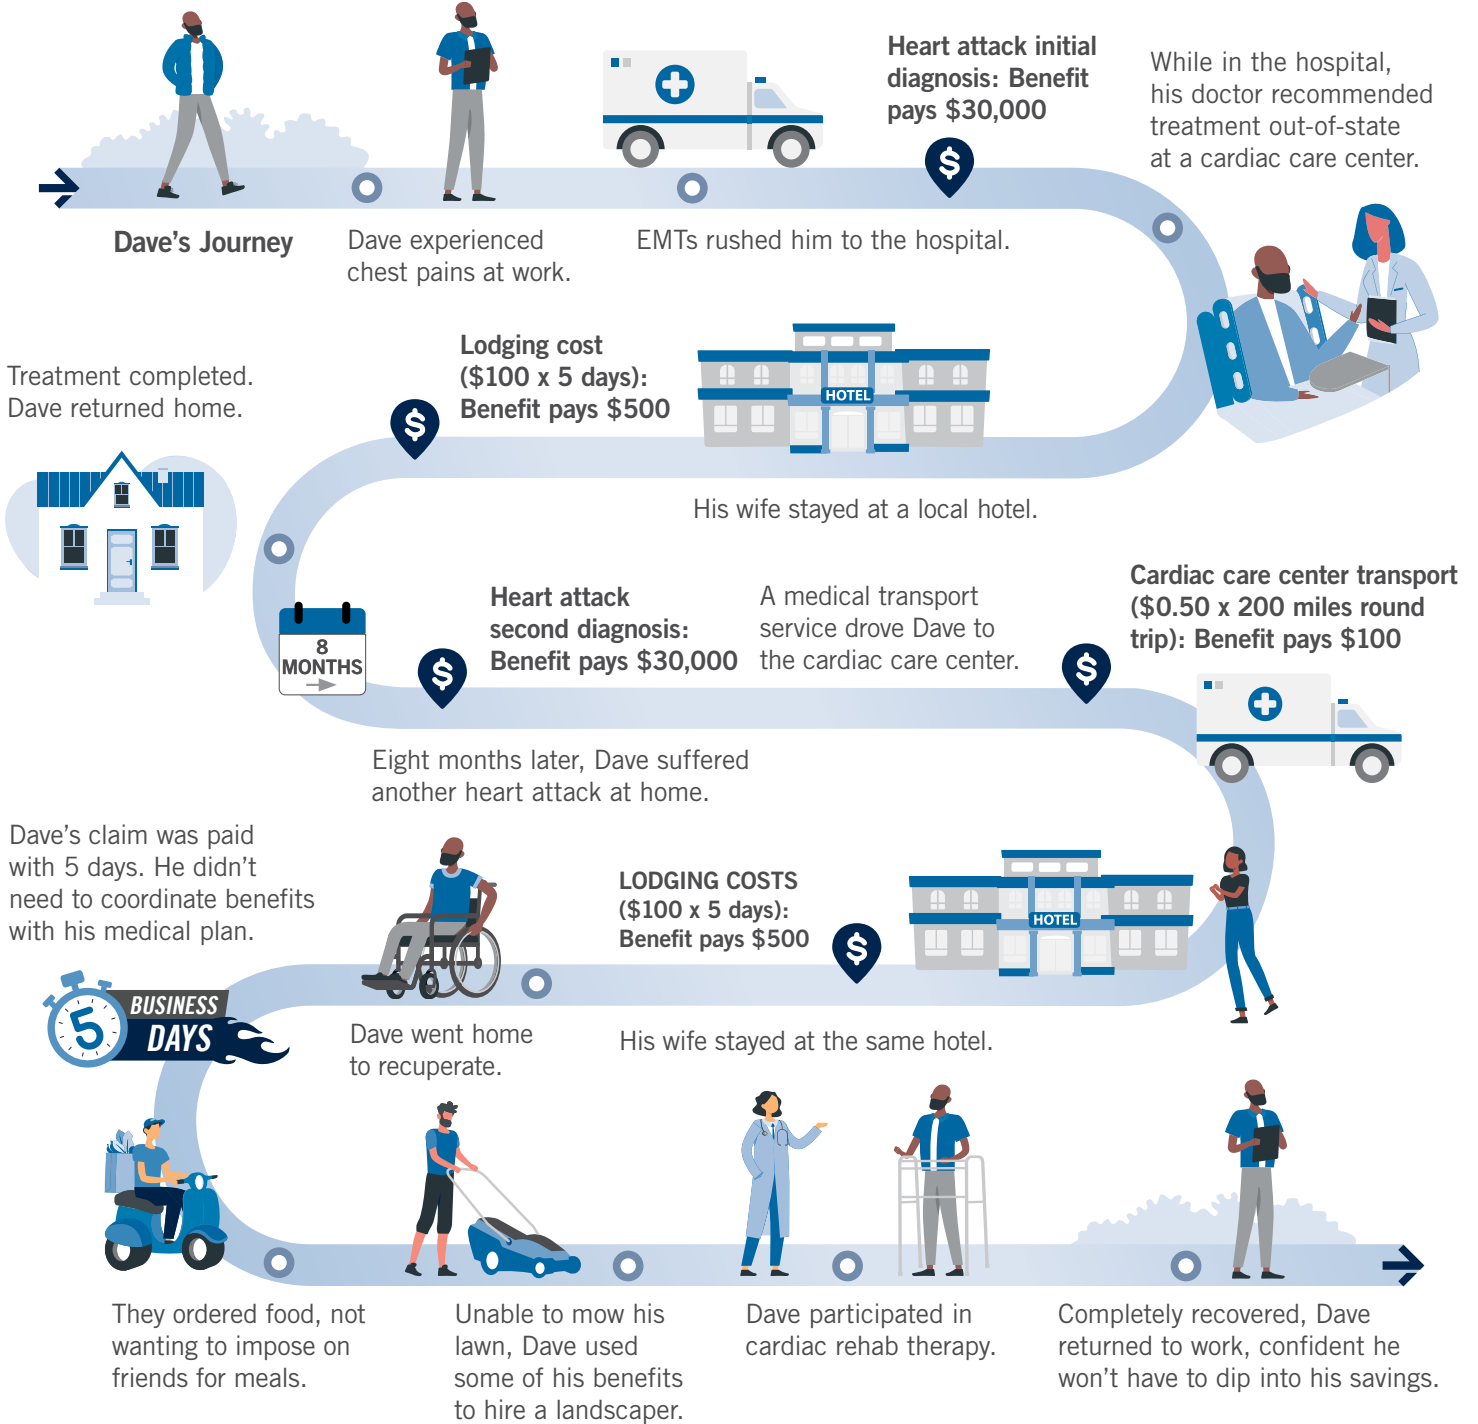 Heart attack initial
diagnosis: Benefit
pays $30,000
While in the hospital,
his doctor recommended
treatment out-of-state
at a cardiac care center.
$
Dave’s Journey
Dave experienced
chest pains at work.
EMTs rushed him to the hospital.
Lodging cost
($100 x 5 days):
Benefit pays $500
$
HOTEL
His wife stayed at a local hotel.
Treatment completed.
Dave returned home.
8
MONTHS
Heart attack
second diagnosis:
Benefit pays $30,000
$
A medical transport
service drove Dave to
the cardiac care center.
Cardiac care center transport
($0.50 x 200 miles round
trip): Benefit pays $100
$
Eight months later, Dave suffered
another heart attack at home.
LODGING COSTS
($100 x 5 days):
Benefit pays $500
$
HOTEL
His wife stayed at the same hotel.
Dave went home
to recuperate.
Dave’s claim was paid
with 5 days. He didn’t
need to coordinate benefits
with his medical plan.
5
BUSINESS
DAYS
They ordered food, not
wanting to impose on
friends for meals.
Unable to mow his
lawn, Dave used
some of his benefits
to hire a landscaper.
Dave participated in
cardiac rehab therapy.
Completely recovered, Dave
returned to work, confident he
won’t have to dip into his savings.